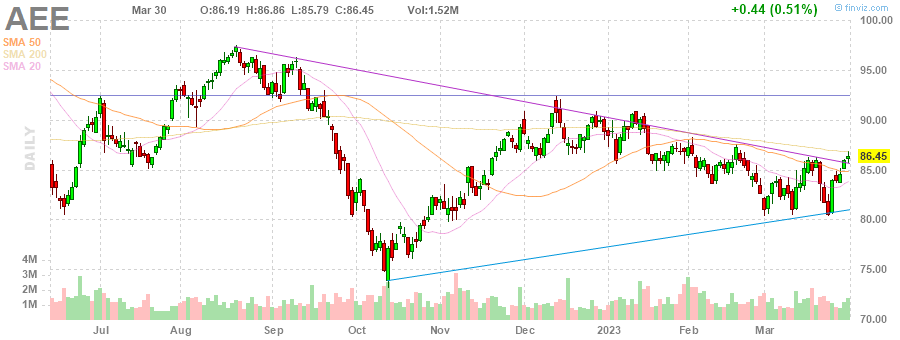 AEE
Mar 30 O:86.19 H:86.86 L:85.79 C:86.45 Vol:1.52M +0.44 (0.51%)
© finviz.com
SMA 50
SMA 200
SMA 20
DAILY
100.00
95.00
90.00
86.45
85.00
80.00
75.00
70.00
4M
3M
2M
1M
Jul Aug Sep Oct Nov Dec 2023 Feb Mar